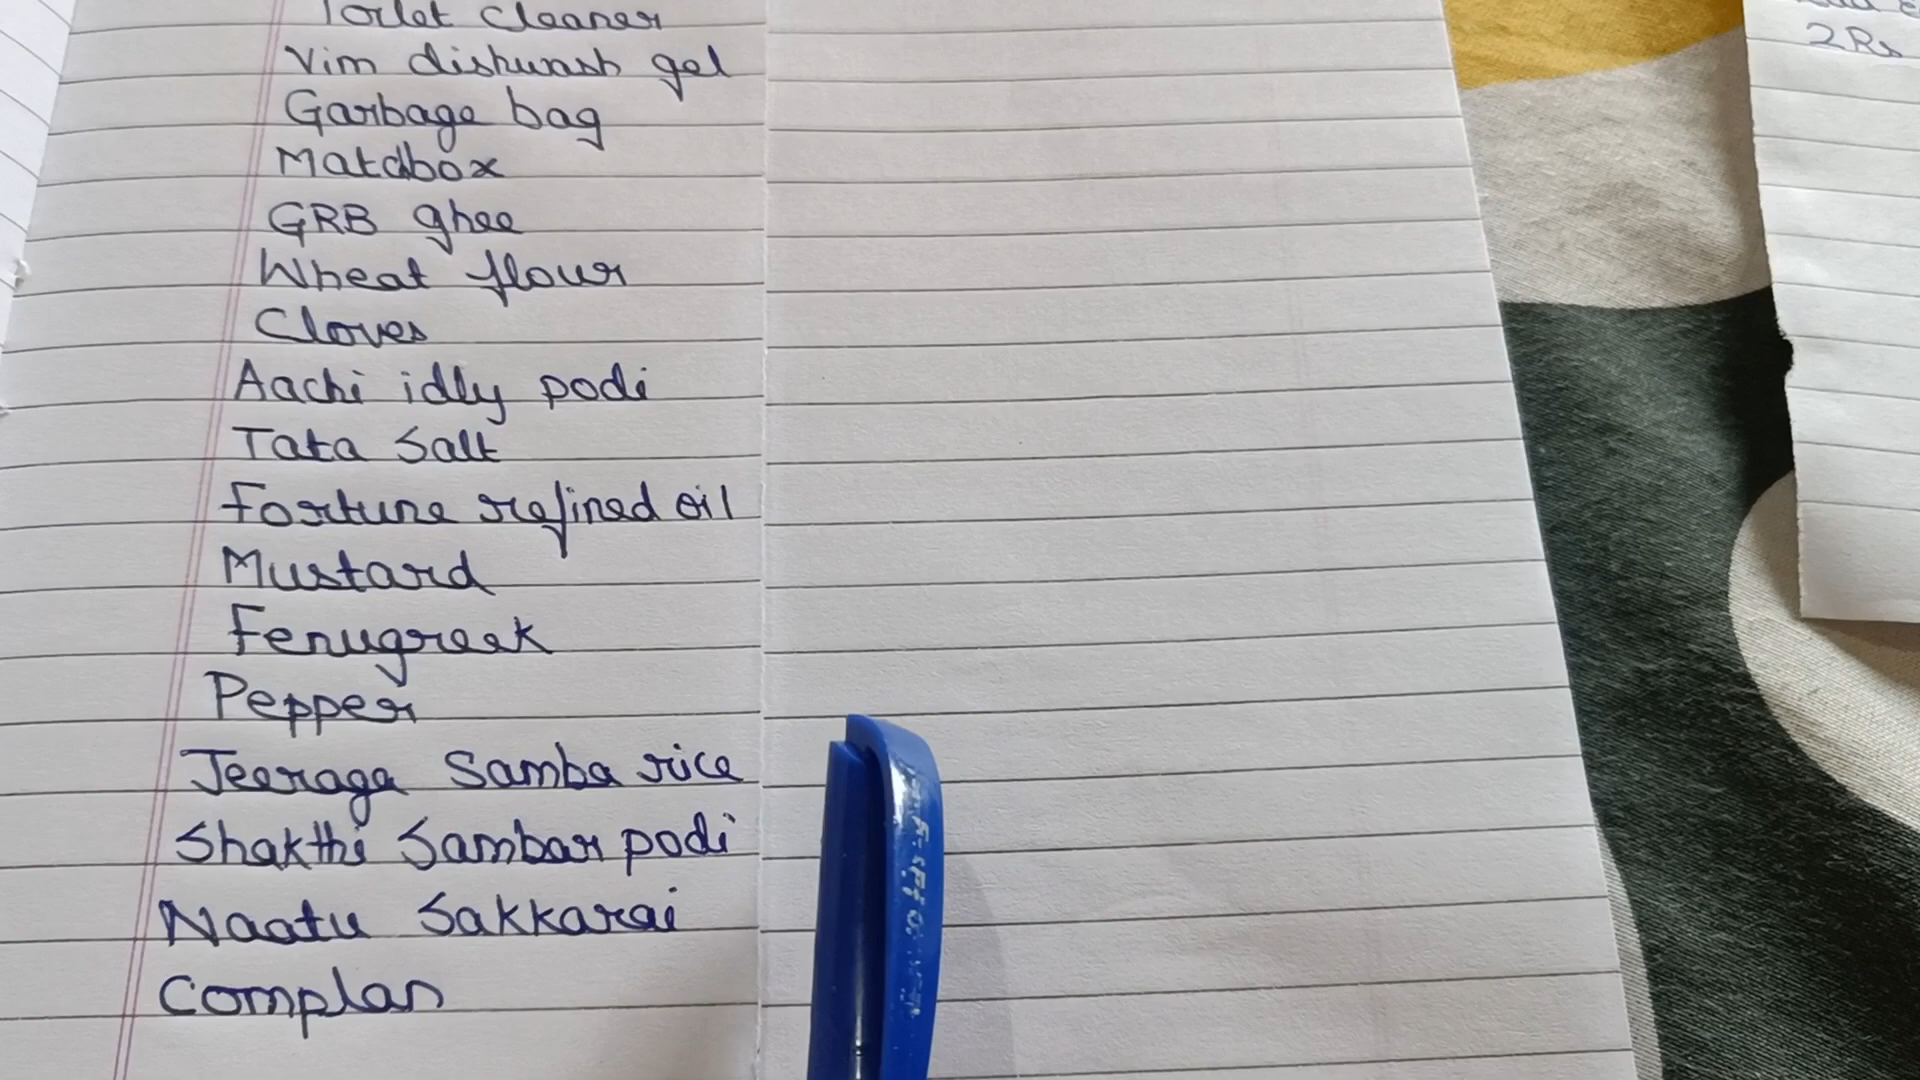 Toilet Cleaner
Vim dishwash gel
Garbage bag
Matchbox
GRB ghee
Wheat flour
Cloves
Aachi idly podi
Tata Salt
Fortune refined oil
Mustard
Fenugreek
Pepper
Jeeraga Samba rice
Shakthi Sambar podi
Naatu Sakkarai
Complan
2Rs